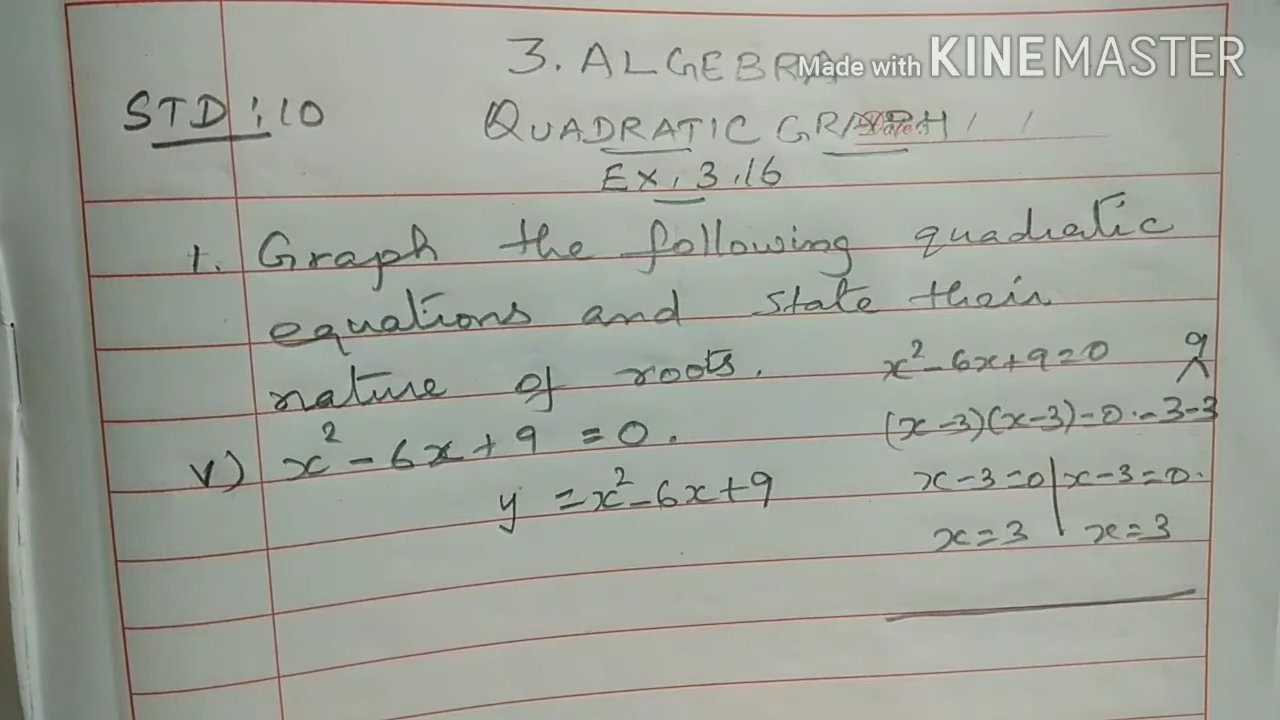 3. ALGEBRA
Made with KINEMASTER
STD : 10
QUADRATIC GRAPH
Date : / /
Ex. 3.16
1. Graph the following quadratic
equations and state their
nature of roots.
x² - 6x + 9 = 0
9
(x - 3)(x - 3) = 0. -3 -3
v) x² - 6x + 9 = 0.
y = x² - 6x + 9
x - 3 = 0 | x - 3 = 0.
x = 3 | x = 3